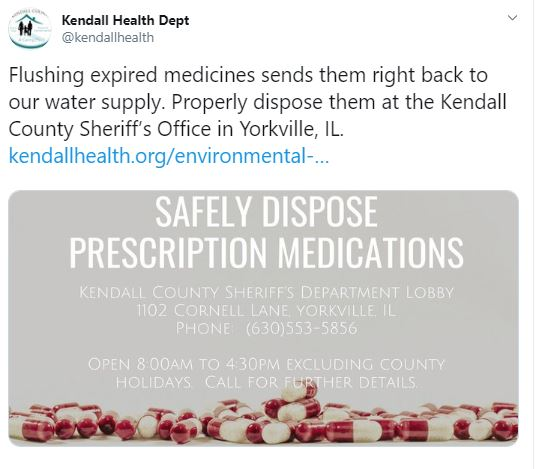 Kendall Health Dept
@kendallhealth
Flushing expired medicines sends them right back to
our water supply. Properly dispose them at the Kendall
County Sheriff's Office in Yorkville, IL.
kendallhealth.org/environmental-...
SAFELY DISPOSE
PRESCRIPTION MEDICATIONS
KENDALL COUNTY SHERIFF'S DEPARTMENT LOBBY
1102 CORNELL LANE, YORKVILLE, IL
PHONE: (630)553-5856
OPEN 8:00AM TO 4:30PM EXCLUDING COUNTY
HOLIDAYS. CALL FOR FURTHER DETAILS.